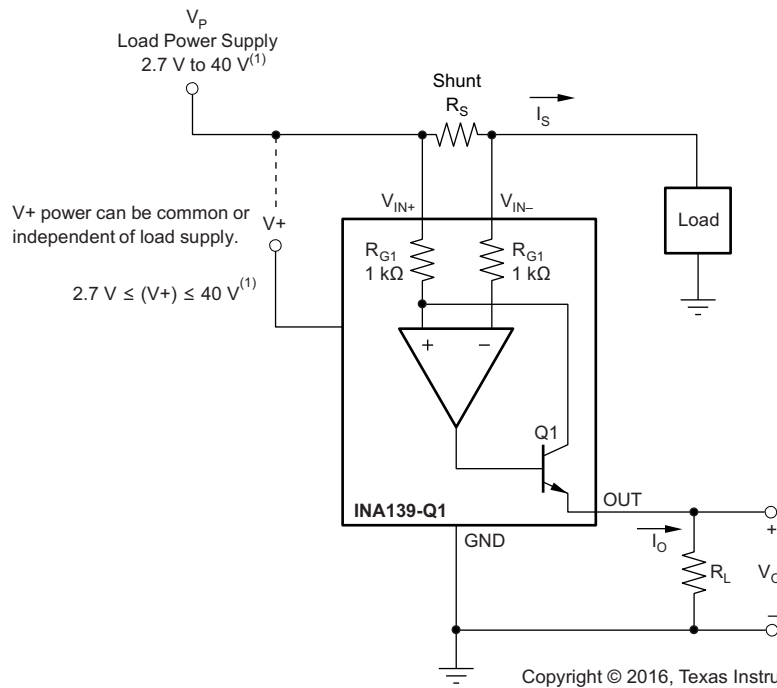 V_P
Load Power Supply
2.7 V to 40 V(1)
Shunt
R_S
I_S
V_IN+
V_IN–
V+ power can be common or
independent of load supply.
V+
Load
R_G1
1 kΩ
R_G1
1 kΩ
2.7 V ≤ (V+) ≤ 40 V(1)
+
–
Q1
OUT
INA139-Q1
GND
I_O
+
R_L
V_O
–
Copyright © 2016, Texas